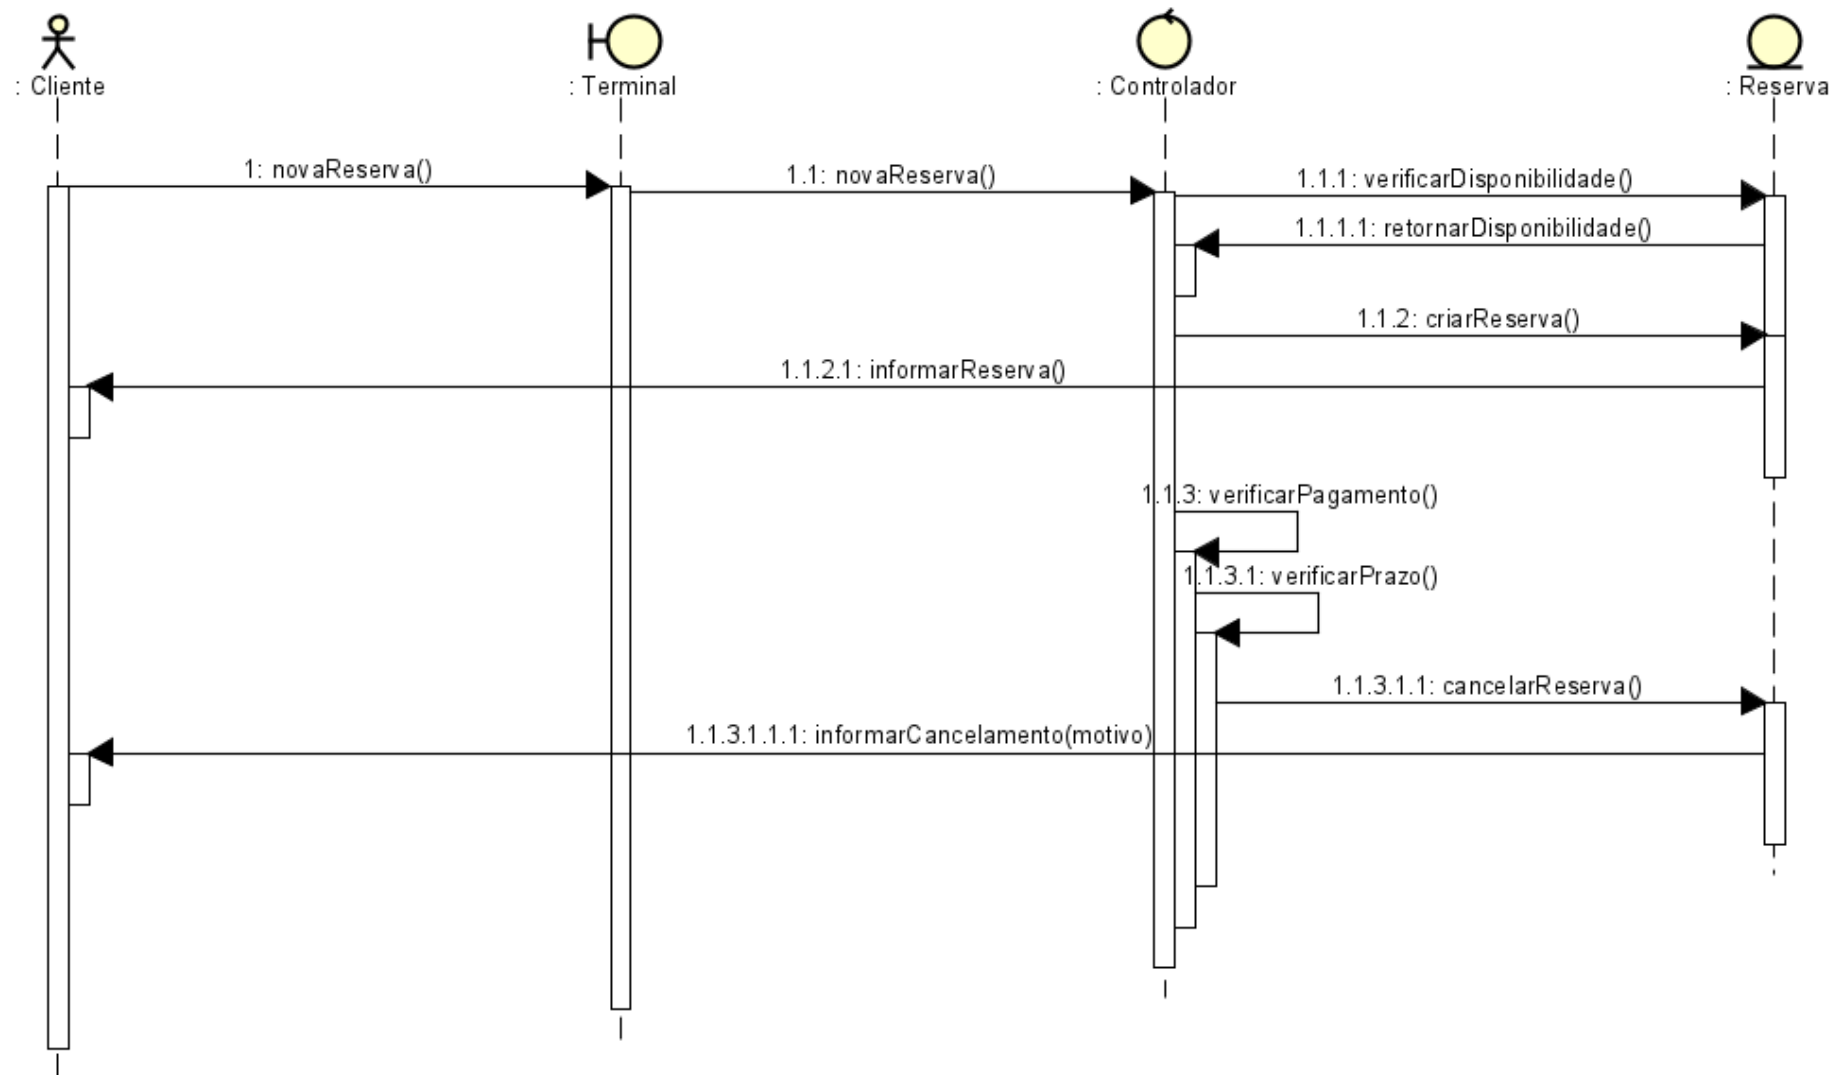 : Cliente
: Terminal
: Controlador
: Reserva
1: novaReserva()
1.1: novaReserva()
1.1.1: verificarDisponibilidade()
1.1.1.1: retornarDisponibilidade()
1.1.2: criarReserva()
1.1.2.1: informarReserva()
1.1.3: verificarPagamento()
1.1.3.1: verificarPrazo()
1.1.3.1.1: cancelarReserva()
1.1.3.1.1.1: informarCancelamento(motivo)